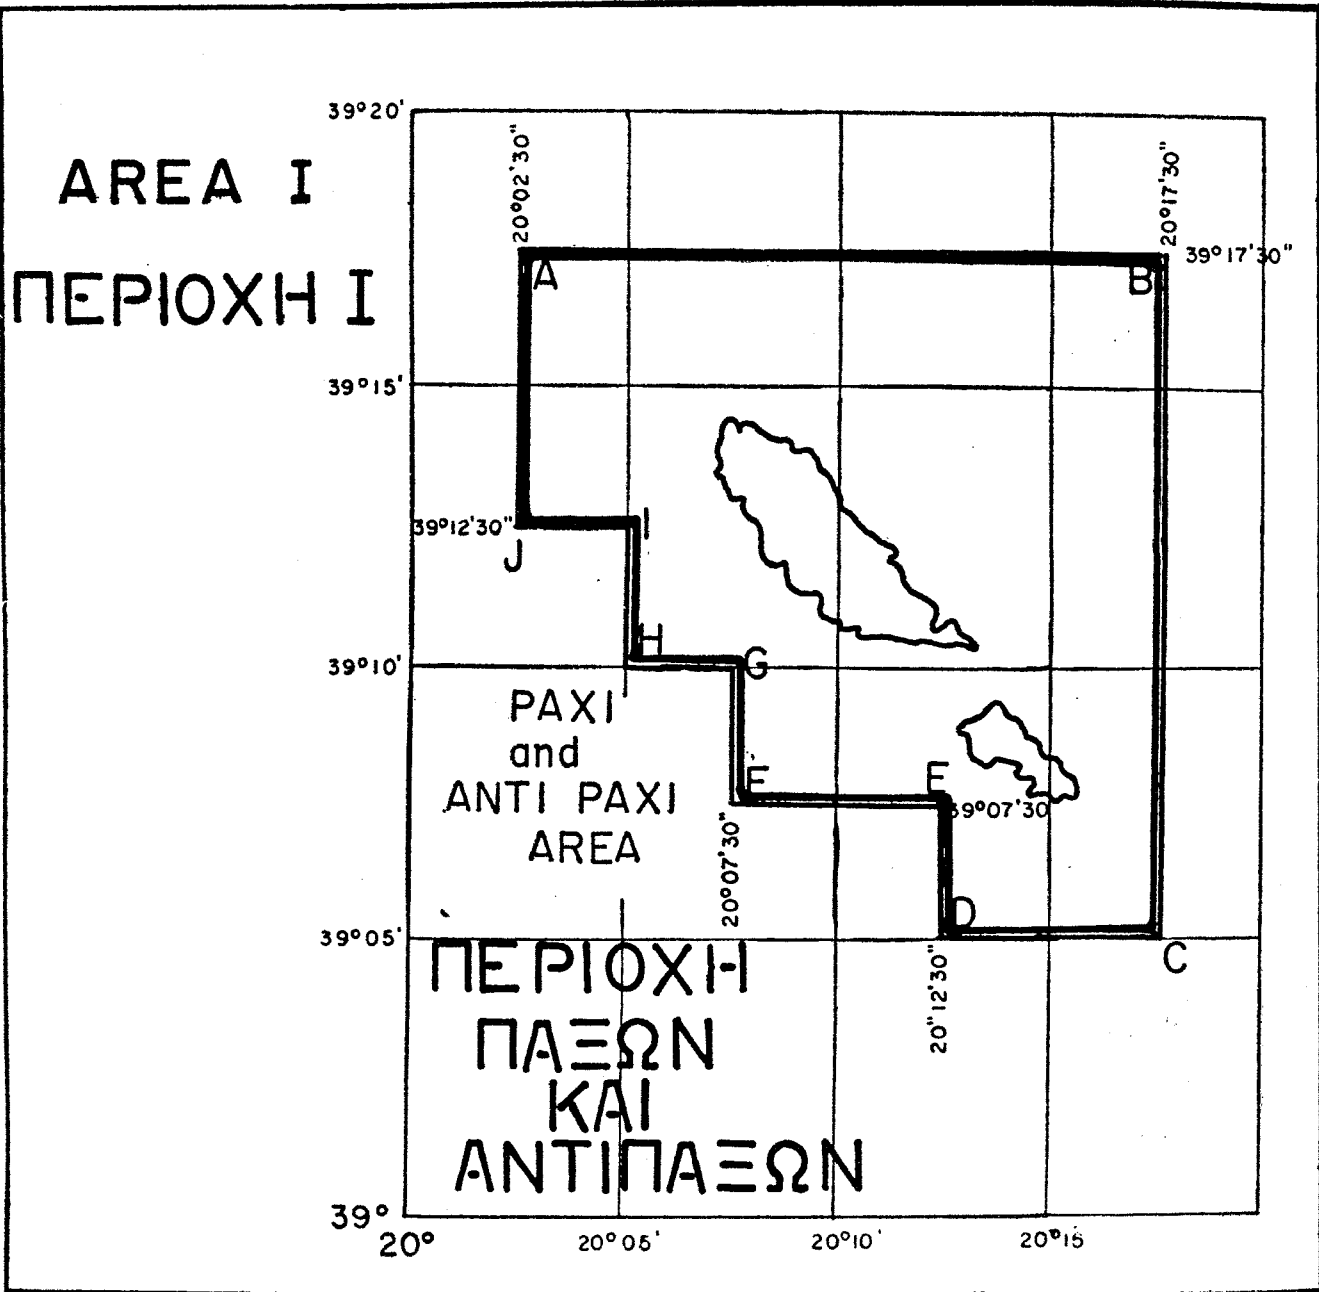 39°20'
20°02'30"
20°17'30"
AREA I
39°17'30"
A
B
ΠΕΡΙΟΧΗ I
39°15'
39°12'30"
I
J
H
39°10'
G
PAXI
and
F
E
ANTI PAXI
39°07'30
AREA
20°07'30"
D
39°05'
C
ΠΕΡΙΟΧΗ
20"12'30"
ΠΑΞΩΝ
ΚΑΙ
ΑΝΤΙΠΑΞΩΝ
39°
20°
20°05'
20°10'
20°15